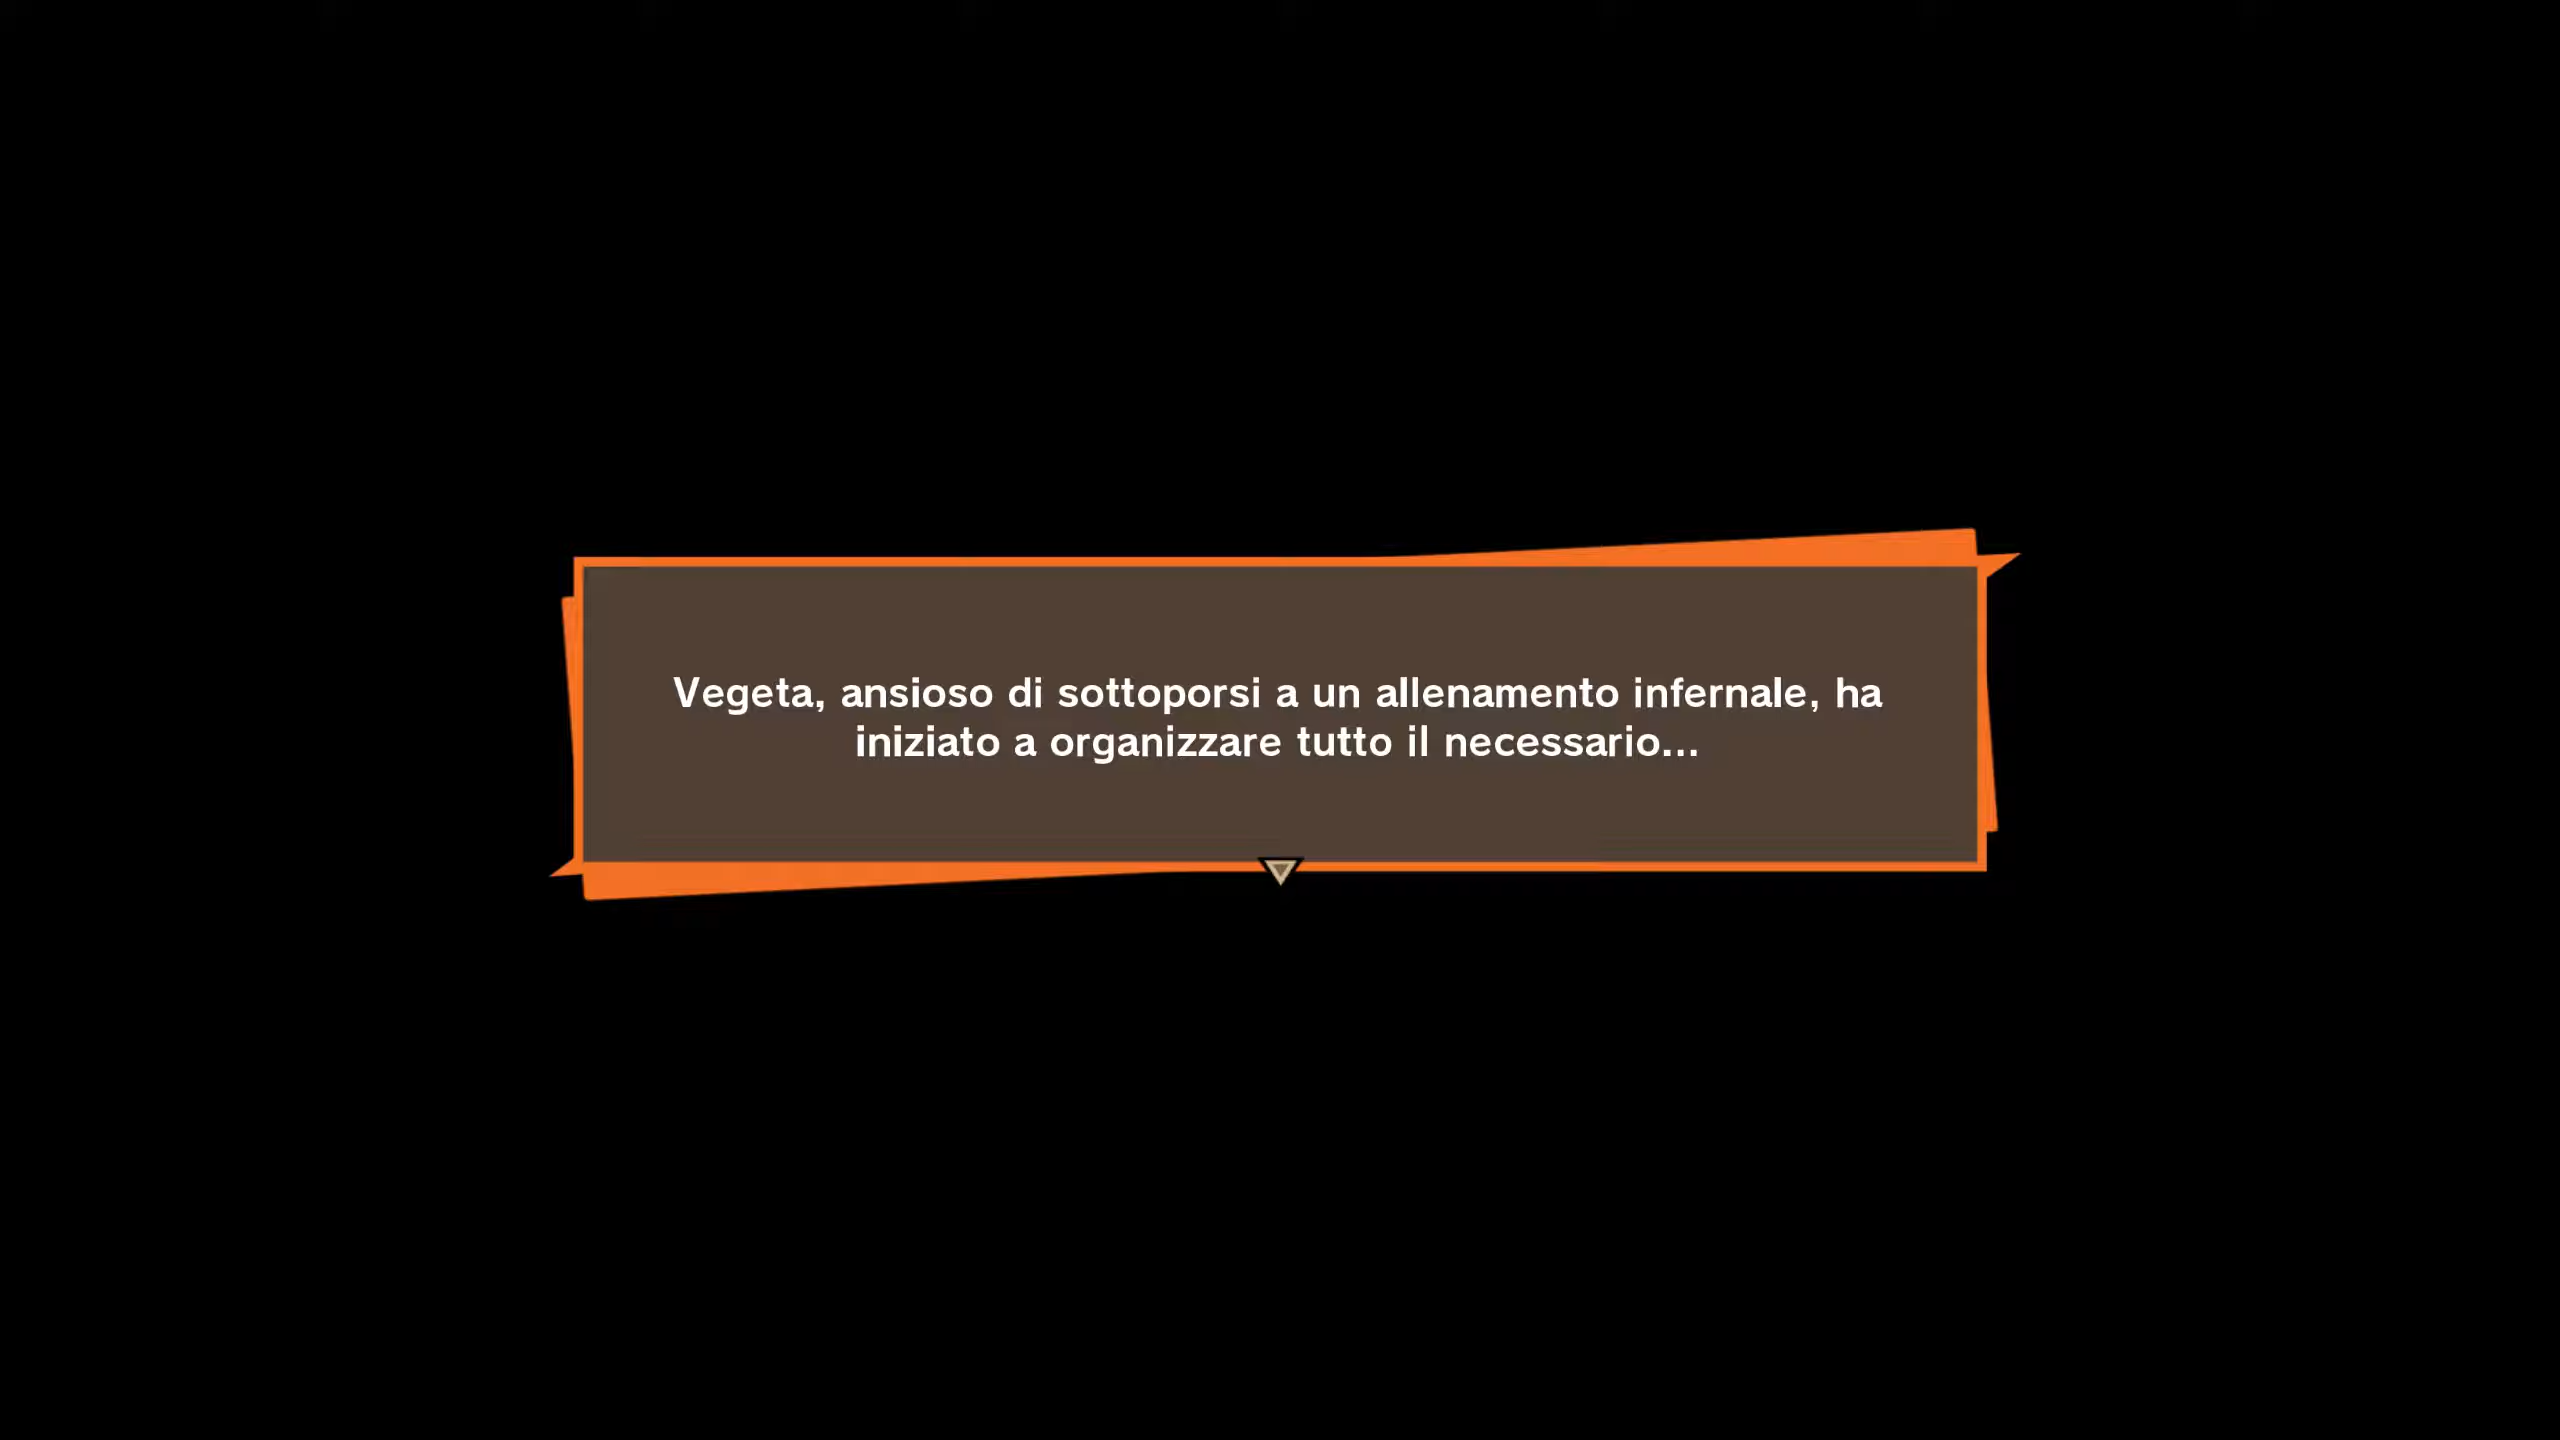 Vegeta, ansioso di sottoporsi a un allenamento infernale, ha
iniziato a organizzare tutto il necessario...